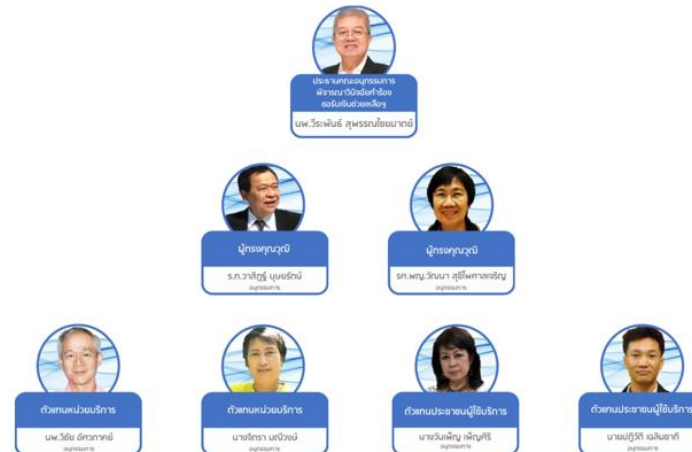 ประธานคณะอนุกรรมการ
พิจารณาวินิจฉัยคำร้อง
ขอรับเงินช่วยเหลือฯ
นพ.วีระพันธ์ สุพรรณไชยมาตย์
ผู้ทรงคุณวุฒิ
ร.ท.วาสิฏฐ์ บุษยรัตน์
อนุกรรมการ
ผู้ทรงคุณวุฒิ
รศ.พญ.วัฒนา สุขีไพศาลเจริญ
อนุกรรมการ
ตัวแทนหน่วยบริการ
นพ.วิชัย อัศวภาคย์
อนุกรรมการ
ตัวแทนหน่วยบริการ
นางจิตรา มณีวงษ์
อนุกรรมการ
ตัวแทนประชาชนผู้ใช้บริการ
นางวันเพ็ญ เพ็ญศิริ
อนุกรรมการ
ตัวแทนประชาชนผู้ใช้บริการ
นายปฏิวัติ เฉลิมชาติ
อนุกรรมการ